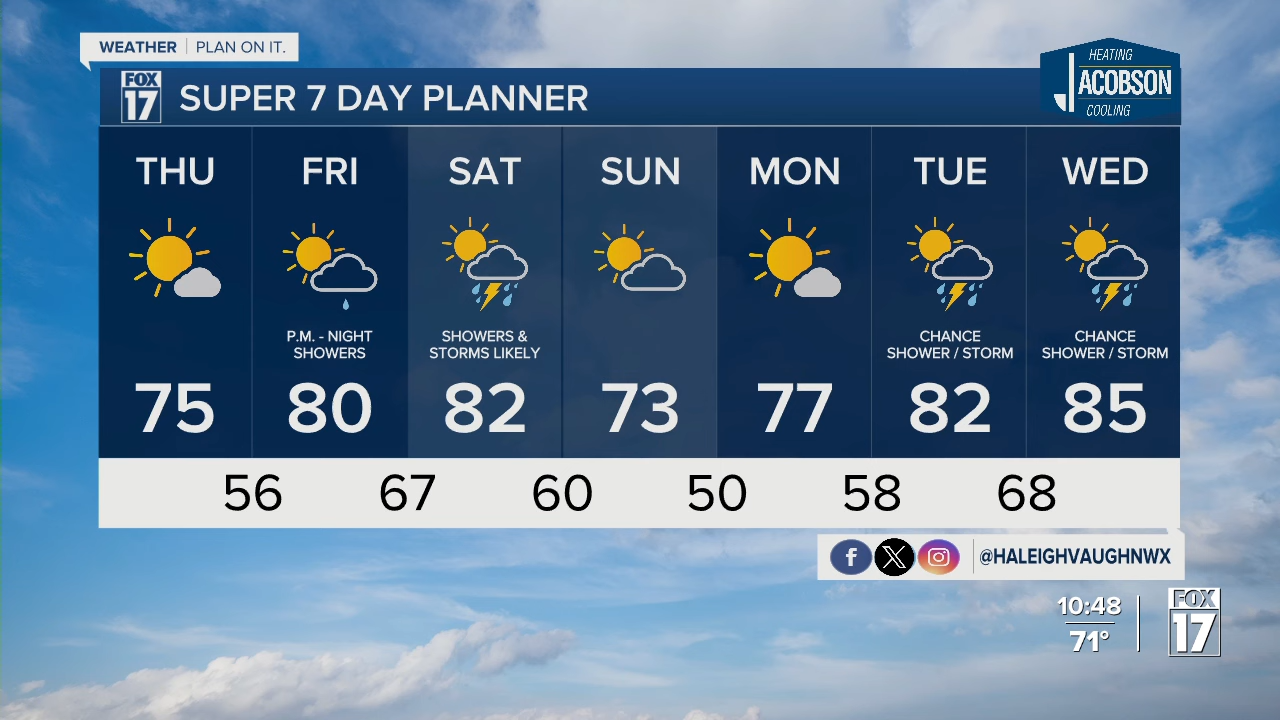 WEATHER | PLAN ON IT.
FOX
17
SUPER 7 DAY PLANNER
HEATING
JACOBSON
COOLING
THU
FRI
SAT
SUN
MON
TUE
WED
P.M. - NIGHT
SHOWERS
SHOWERS &
STORMS LIKELY
CHANCE
SHOWER / STORM
CHANCE
SHOWER / STORM
75
80
82
73
77
82
85
56
67
60
50
58
68
@HALEIGHVAUGHNWX
10:48
71°
FOX
17